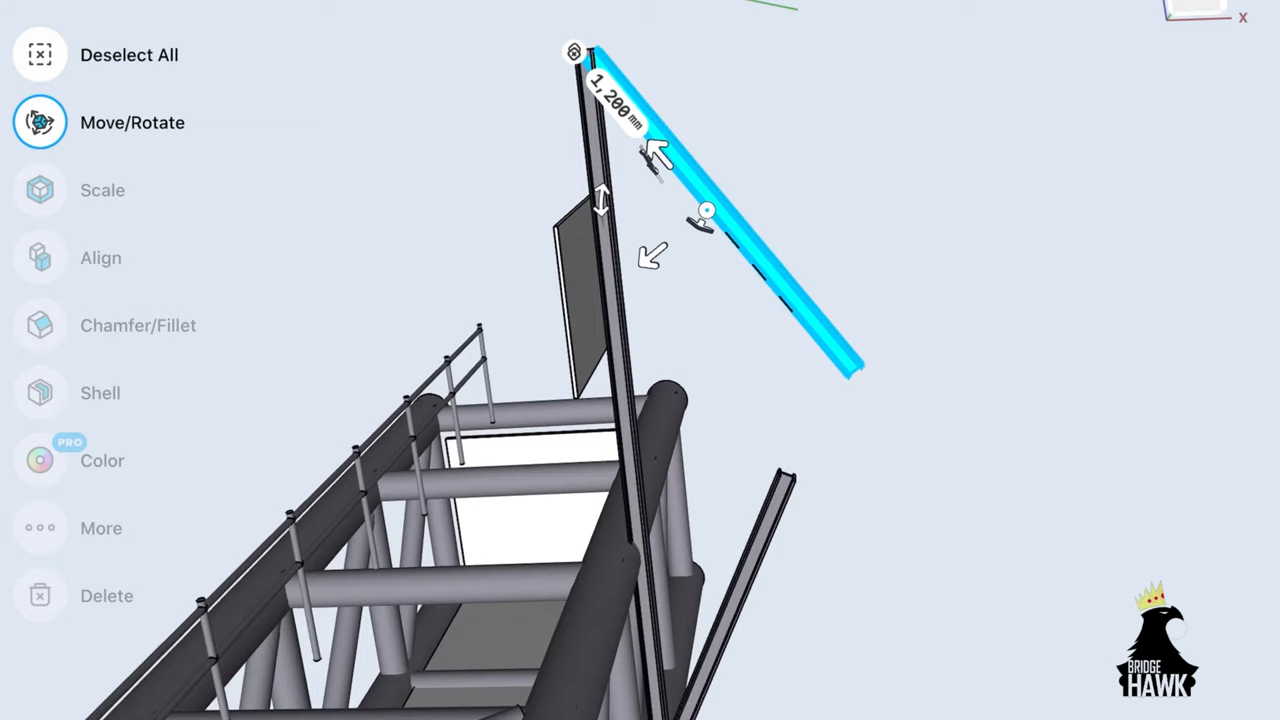 Deselect All
Move/Rotate
Scale
Align
Chamfer/Fillet
Shell
PRO
Color
More
Delete
1,200 mm
X
BRIDGE
HAWK